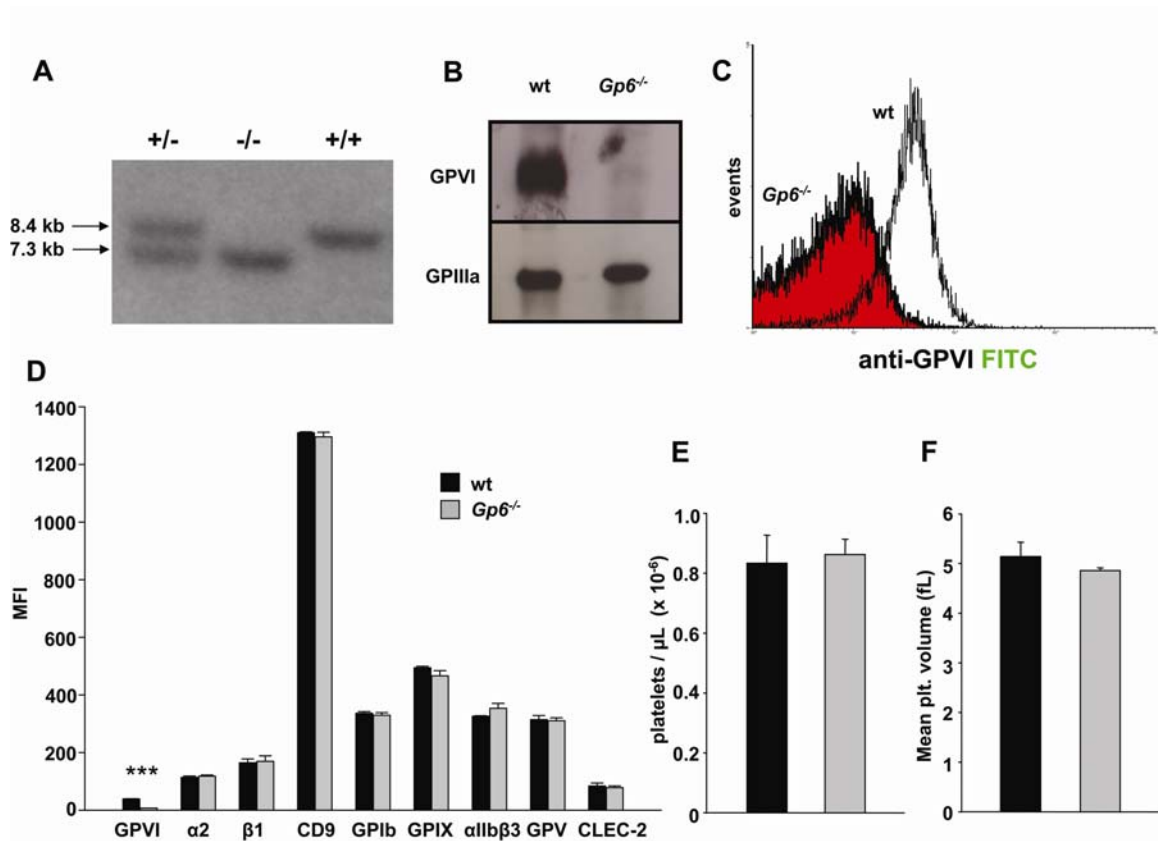 A
+/-
-/-
+/+
8.4 kb
7.3 kb
B
wt
Gp6-/-
GPVI
GPIIIa
C
wt
Gp6-/-
events
anti-GPVI FITC
D
1400
1200
1000
800
600
400
200
0
MFI
wt
Gp6-/-
***
GPVI
α2
β1
CD9
GPIb
GPIX
αIIbβ3
GPV
CLEC-2
E
1.0
0.8
0.6
0.4
0.2
0
platelets / µL (x 10-6)
F
6
5
4
3
2
1
0
Mean plt. volume (fL)